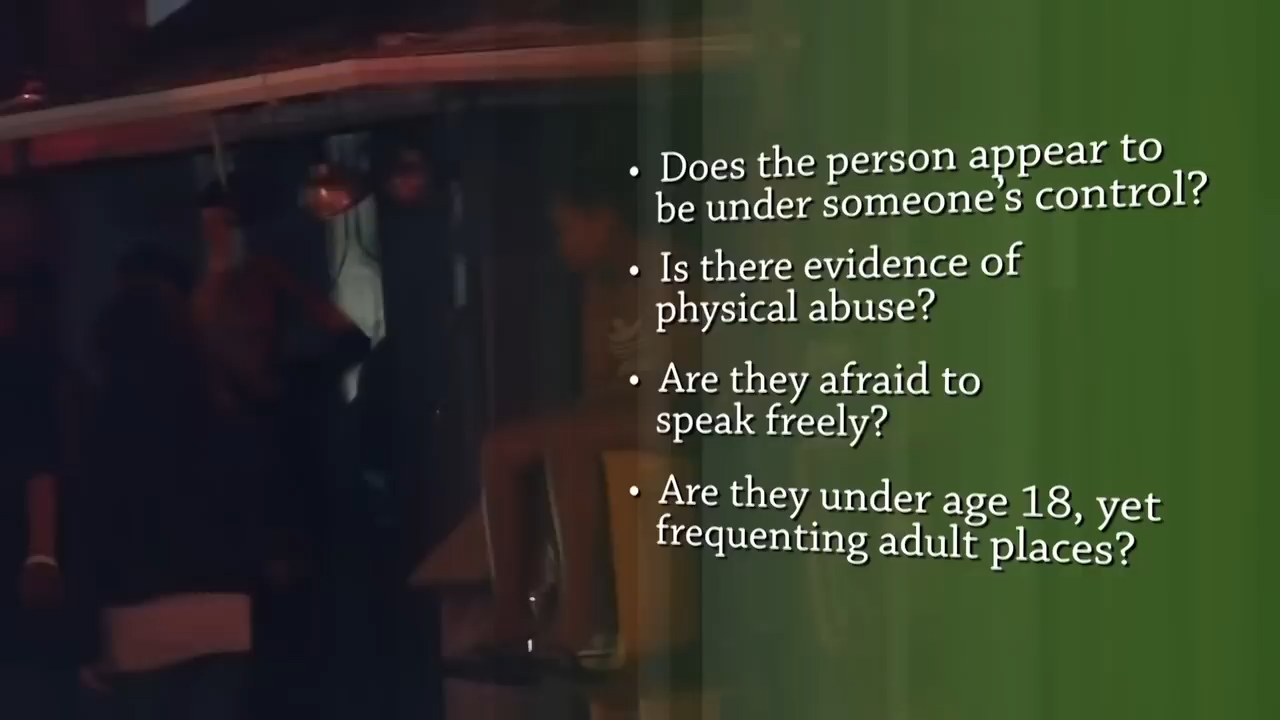 • Does the person appear to
be under someone's control?
• Is there evidence of
physical abuse?
• Are they afraid to
speak freely?
• Are they under age 18, yet
frequenting adult places?